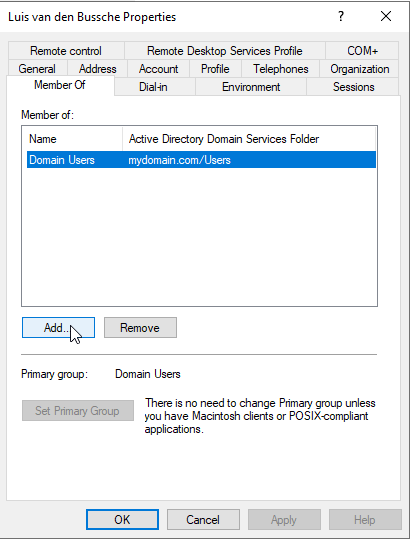 Luis van den Bussche Properties
Remote control Remote Desktop Services Profile COM+
General Address Account Profile Telephones Organization
Member Of Dial-in Environment Sessions
Member of:
Name Active Directory Domain Services Folder
Domain Users mydomain.com/Users
Add... Remove
Primary group: Domain Users
Set Primary Group
There is no need to change Primary group unless
you have Macintosh clients or POSIX-compliant
applications.
OK Cancel Apply Help